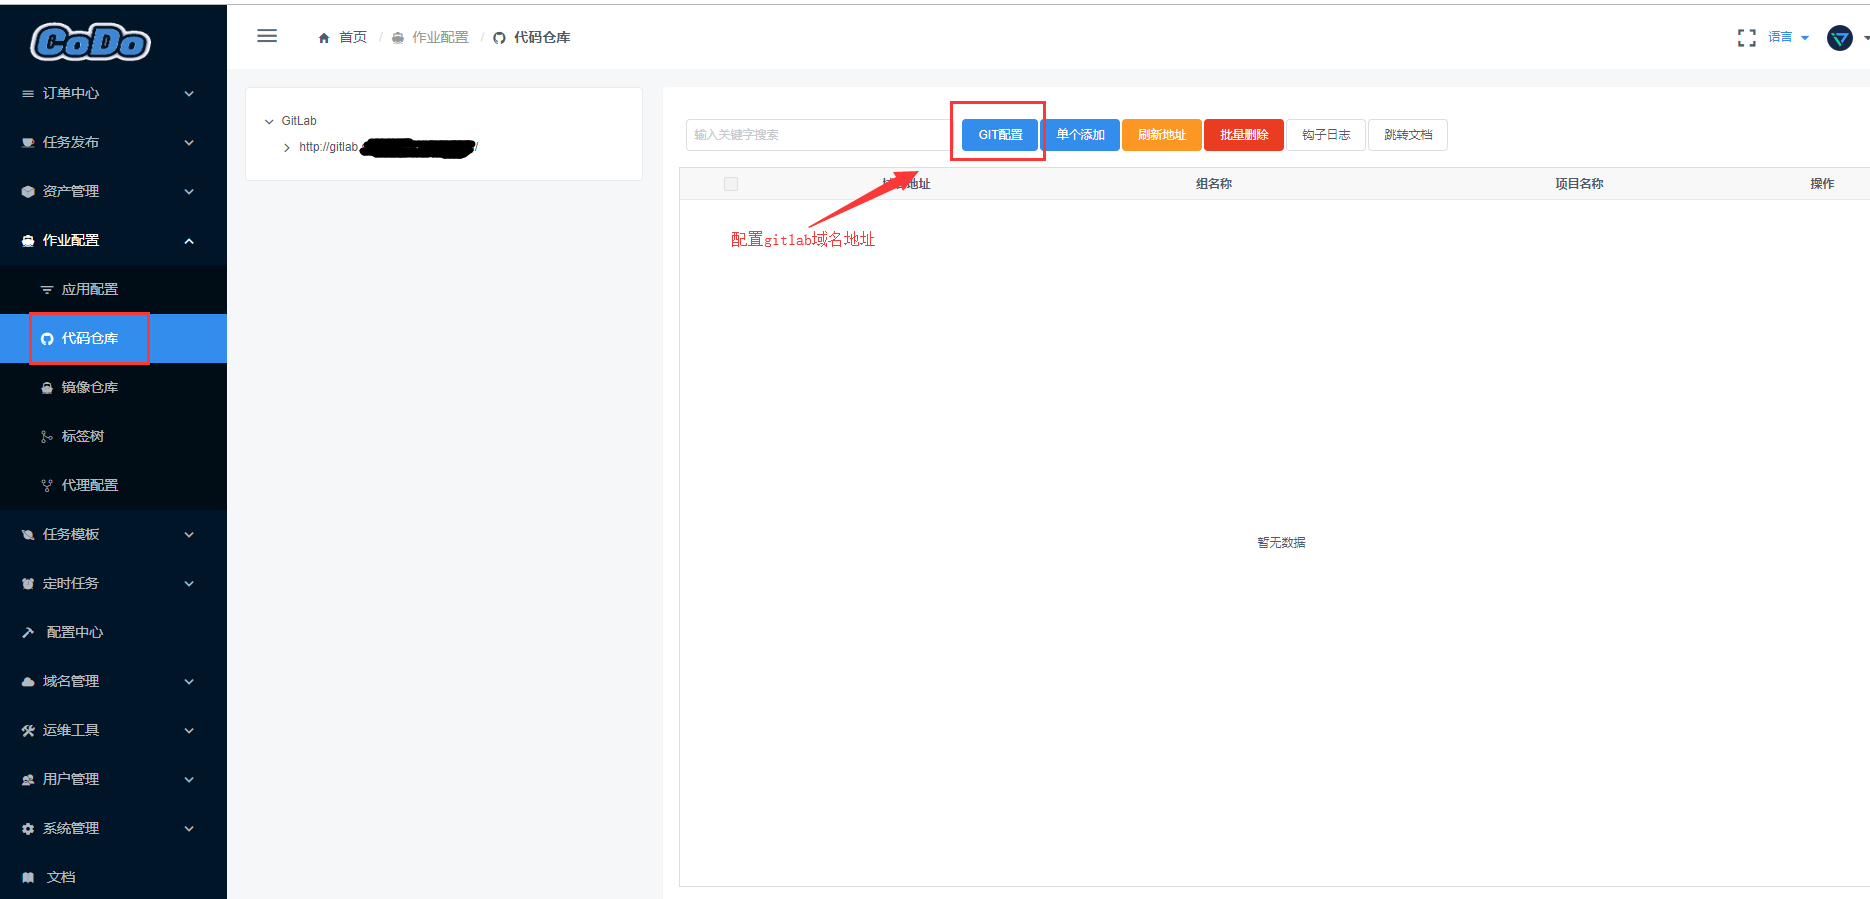 CoDo
首页 / 作业配置 / 代码仓库
语言
订单中心
任务发布
资产管理
作业配置
应用配置
代码仓库
镜像仓库
标签树
代理配置
任务模板
定时任务
配置中心
域名管理
运维工具
用户管理
系统管理
文档
GitLab
http://gitlab. /
输入关键字搜索
GIT配置
单个添加
刷新地址
批量删除
钩子日志
跳转文档
地址
组名称
项目名称
操作
配置gitlab域名地址
暂无数据